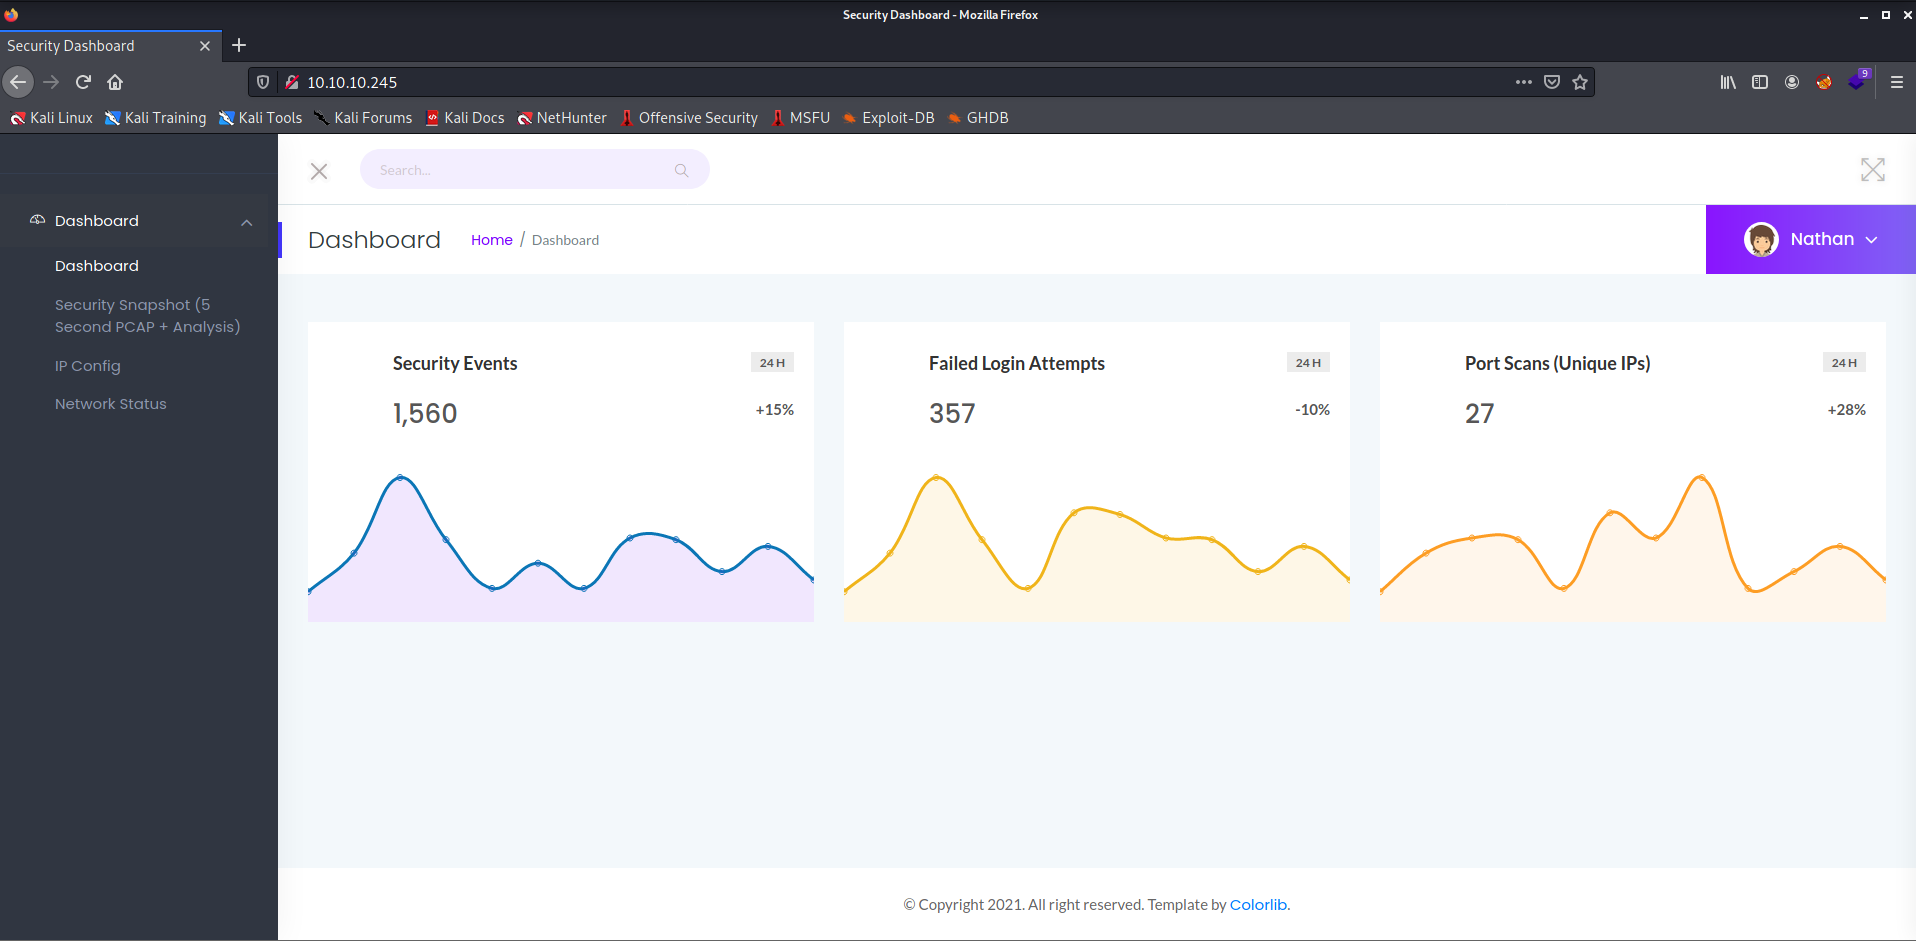 Security Dashboard - Mozilla Firefox
Security Dashboard
10.10.10.245
9
Kali Linux Kali Training Kali Tools Kali Forums Kali Docs NetHunter Offensive Security MSFU Exploit-DB GHDB
Search...
Dashboard
Dashboard
Security Snapshot (5
Second PCAP + Analysis)
IP Config
Network Status
Dashboard Home / Dashboard
Nathan
Security Events 24 H
1,560 +15%
Failed Login Attempts 24 H
357 -10%
Port Scans (Unique IPs) 24 H
27 +28%
© Copyright 2021. All right reserved. Template by Colorlib.